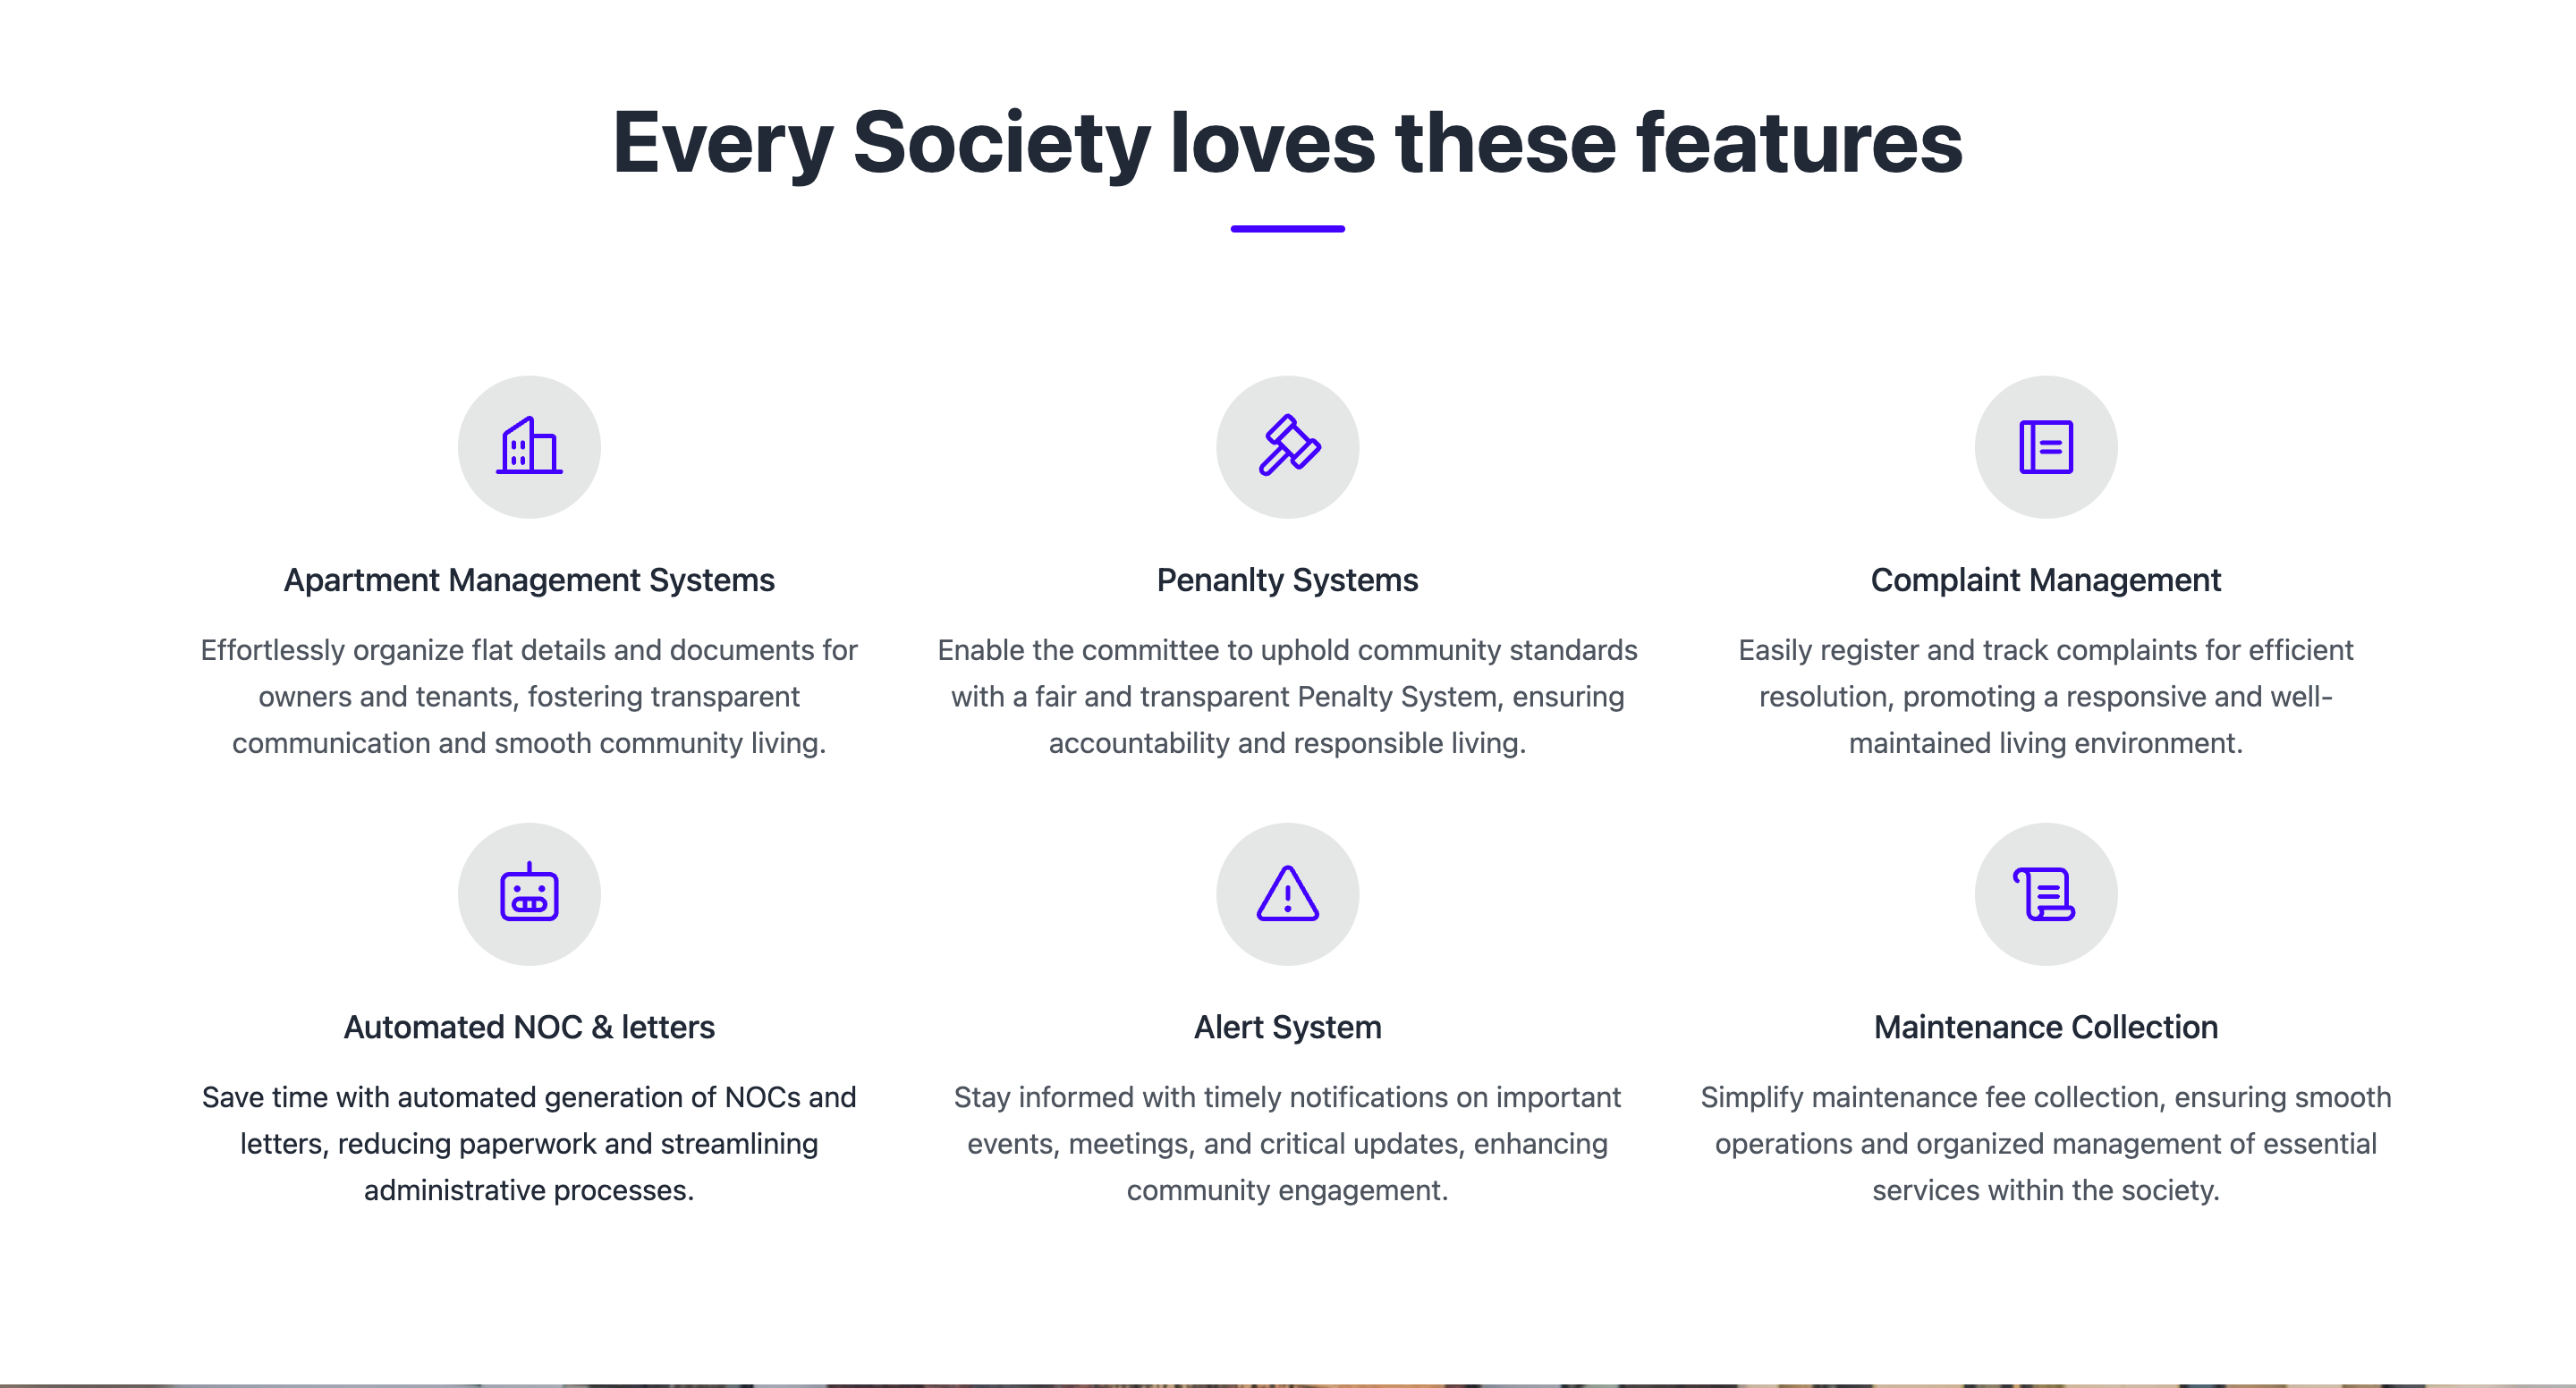 Every Society loves these features
Apartment Management Systems
Effortlessly organize flat details and documents for
owners and tenants, fostering transparent
communication and smooth community living.
Penanlty Systems
Enable the committee to uphold community standards
with a fair and transparent Penalty System, ensuring
accountability and responsible living.
Complaint Management
Easily register and track complaints for efficient
resolution, promoting a responsive and well-
maintained living environment.
Automated NOC & letters
Save time with automated generation of NOCs and
letters, reducing paperwork and streamlining
administrative processes.
Alert System
Stay informed with timely notifications on important
events, meetings, and critical updates, enhancing
community engagement.
Maintenance Collection
Simplify maintenance fee collection, ensuring smooth
operations and organized management of essential
services within the society.